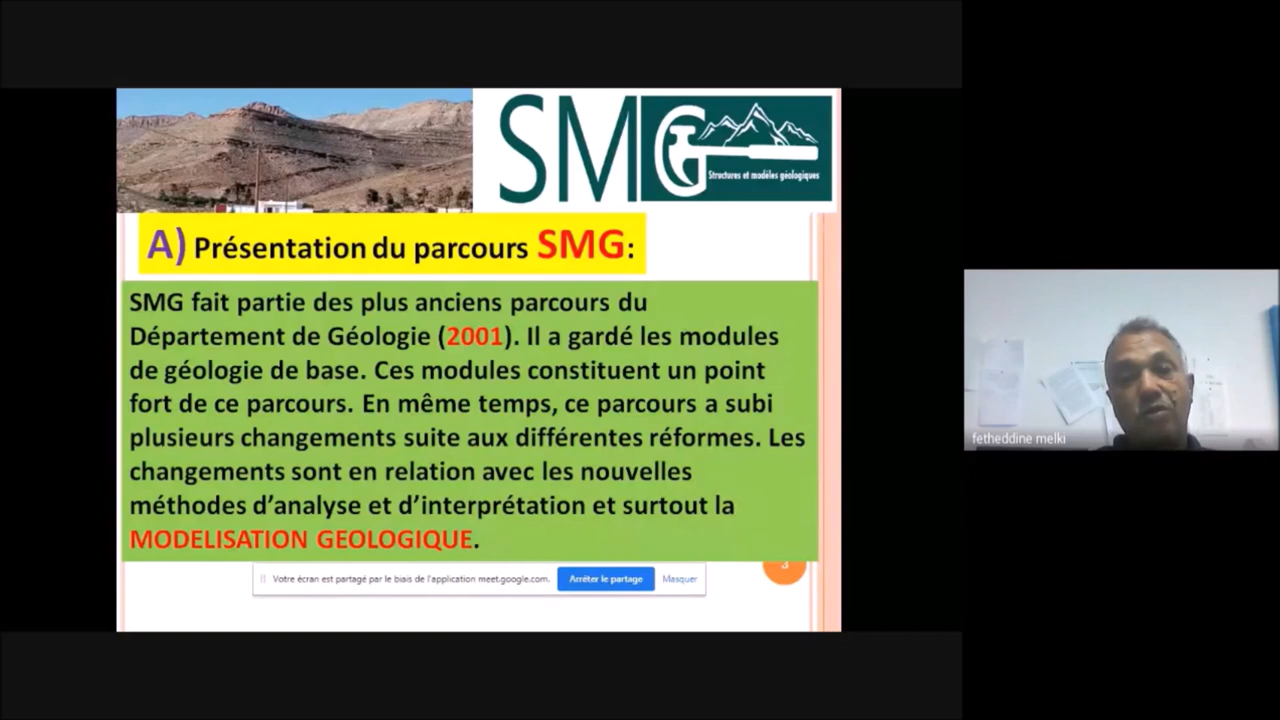 SMG
Structures et modèles géologiques
A) Présentation du parcours SMG:
SMG fait partie des plus anciens parcours du
Département de Géologie (2001). Il a gardé les modules
de géologie de base. Ces modules constituent un point
fort de ce parcours. En même temps, ce parcours a subi
plusieurs changements suite aux différentes réformes. Les
changements sont en relation avec les nouvelles
méthodes d'analyse et d'interprétation et surtout la
MODELISATION GEOLOGIQUE.
3
Votre écran est partagé par le biais de l'application meet.google.com. Arrêter le partage Masquer
fetheddine melki